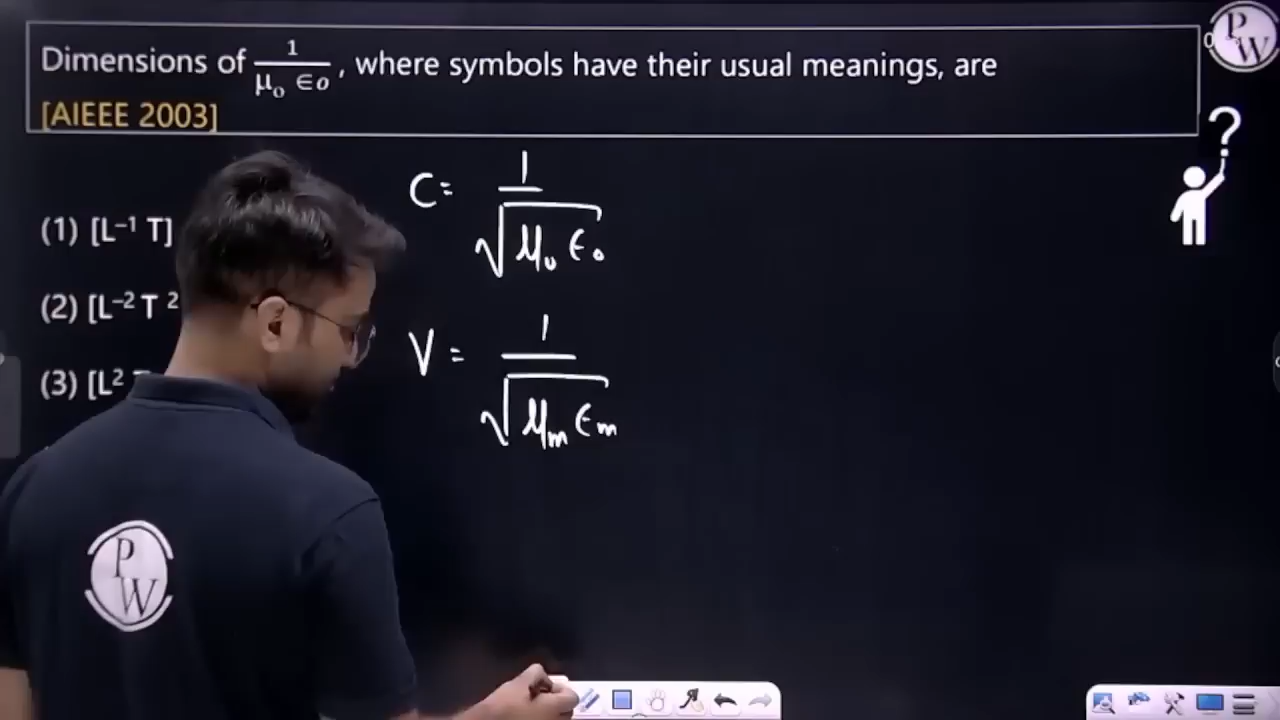 Dimensions of 1/μ₀ ∈o, where symbols have their usual meanings, are
[AIEEE 2003]
(1) [L⁻¹ T]
(2) [L⁻² T ²
(3) [L²
C = 1/√μ₀ ε₀
V = 1/√μₘ εₘ
?
P W
P W